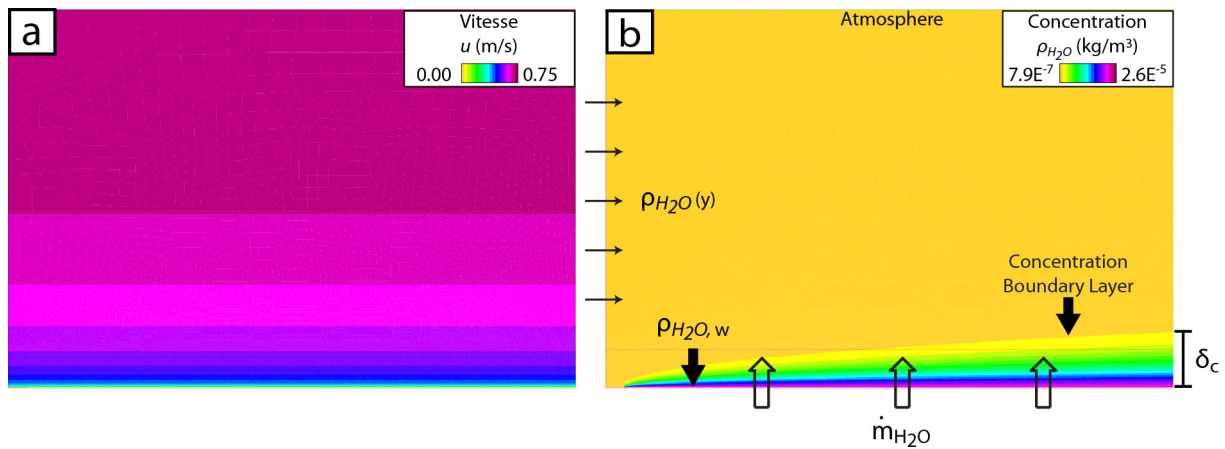 a
Vitesse
u (m/s)
0.00 0.75
b
Atmosphere
Concentration
ρH₂O (kg/m³)
7.9E⁻⁷ 2.6E⁻⁵
ρH₂O (y)
Concentration
Boundary Layer
ρH₂O, w
δc
ṁH₂O